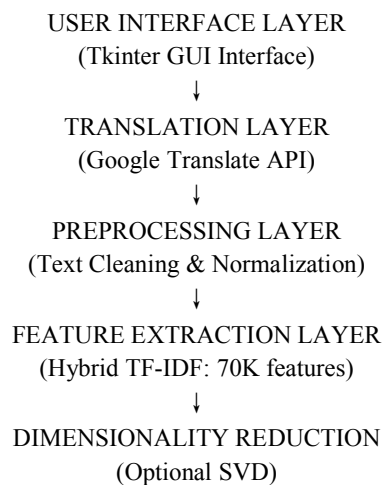 USER INTERFACE LAYER
(Tkinter GUI Interface)
↓
TRANSLATION LAYER
(Google Translate API)
↓
PREPROCESSING LAYER
(Text Cleaning & Normalization)
↓
FEATURE EXTRACTION LAYER
(Hybrid TF-IDF: 70K features)
↓
DIMENSIONALITY REDUCTION
(Optional SVD)